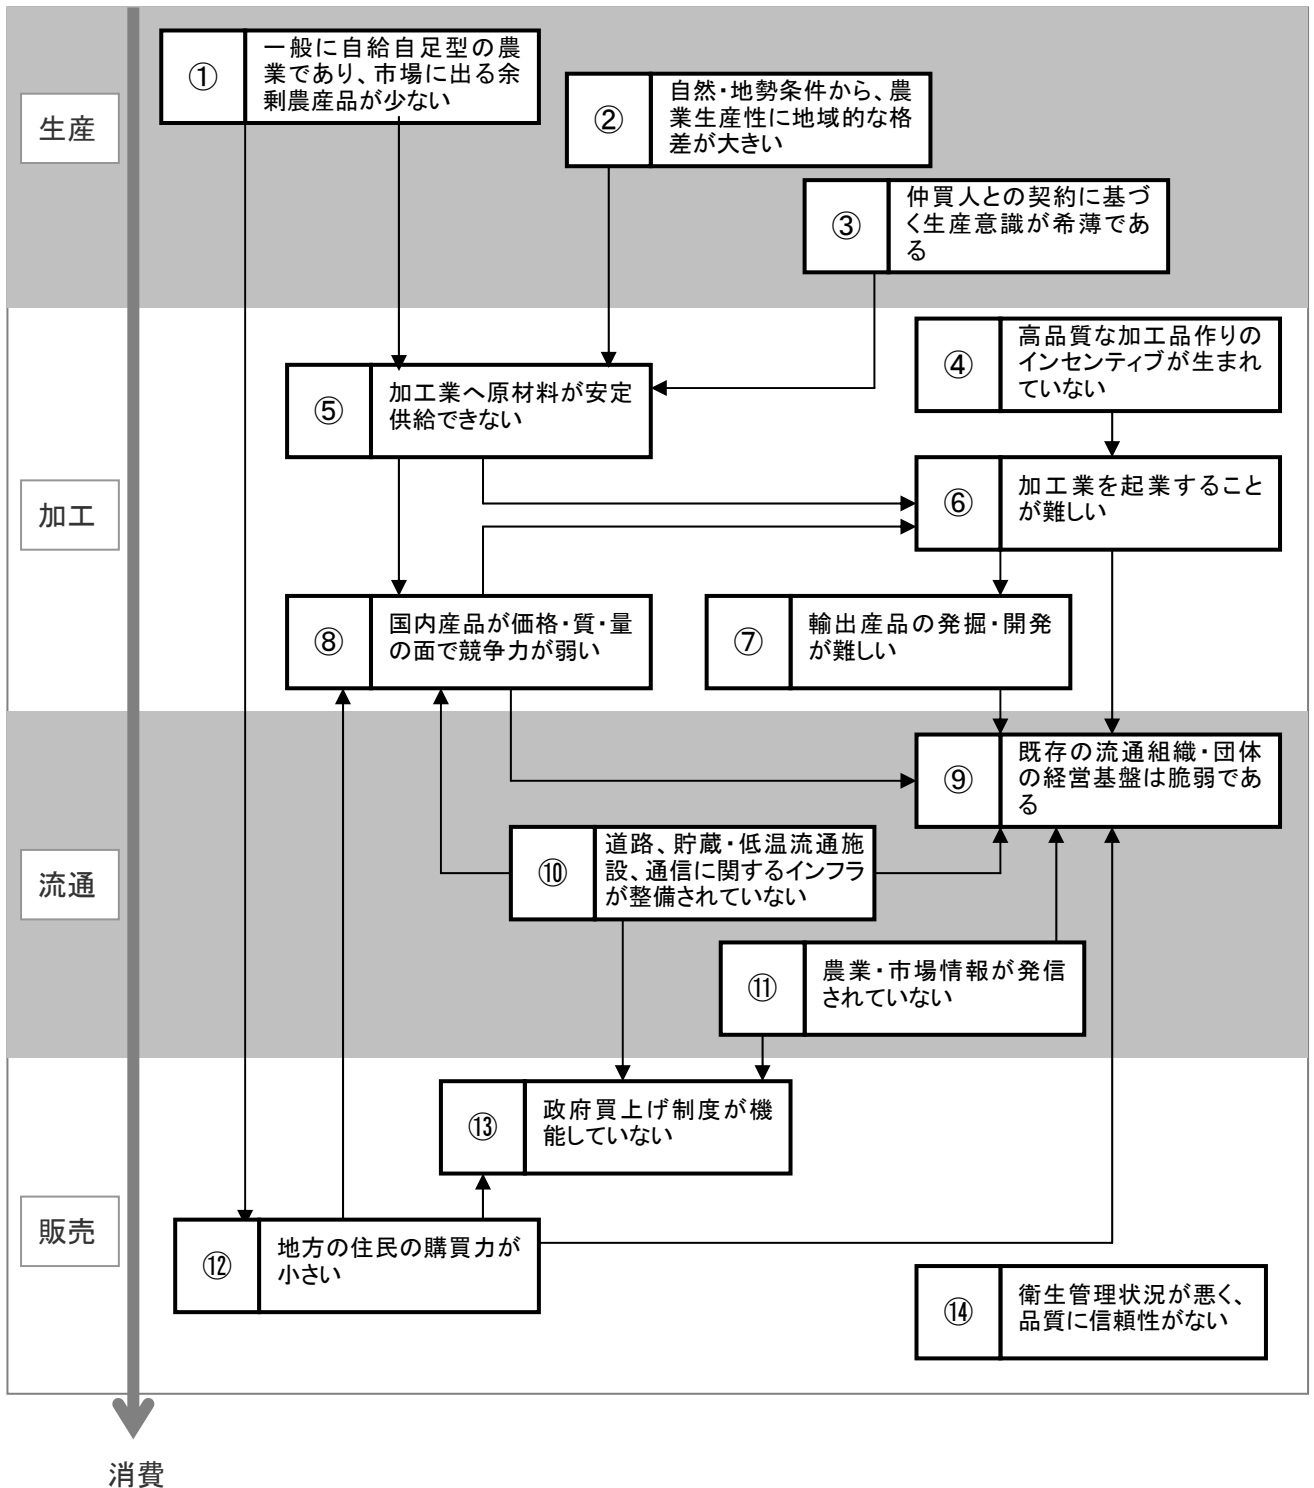 生産
①
一般に自給自足型の農
業であり、市場に出る余
剰農産品が少ない
②
自然・地勢条件から、農
業生産性に地域的な格
差が大きい
③
仲買人との契約に基づ
く生産意識が希薄であ
る
加工
④
高品質な加工品作りの
インセンティブが生まれ
ていない
⑤
加工業へ原材料が安定
供給できない
⑥
加工業を起業すること
が難しい
⑧
国内産品が価格・質・量
の面で競争力が弱い
⑦
輸出産品の発掘・開発
が難しい
流通
⑨
既存の流通組織・団体
の経営基盤は脆弱であ
る
⑩
道路、貯蔵・低温流通施
設、通信に関するインフラ
が整備されていない
⑪
農業・市場情報が発信
されていない
販売
⑬
政府買上げ制度が機
能していない
⑫
地方の住民の購買力が
小さい
⑭
衛生管理状況が悪く、
品質に信頼性がない
消費